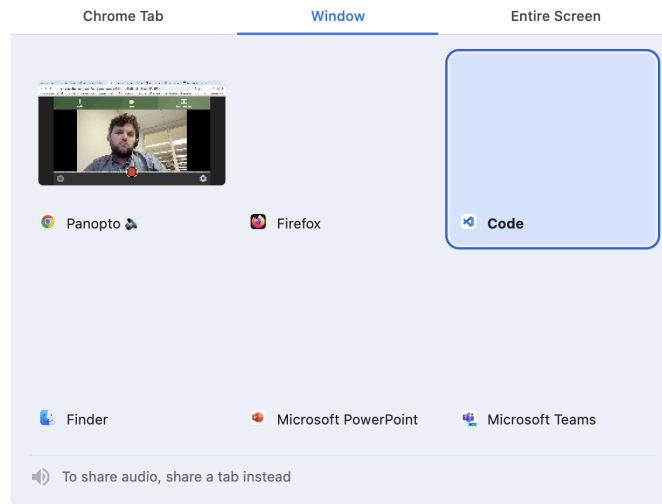 Chrome Tab
Window
Entire Screen
Panopto 🔊
Firefox
Code
Finder
Microsoft PowerPoint
Microsoft Teams
To share audio, share a tab instead